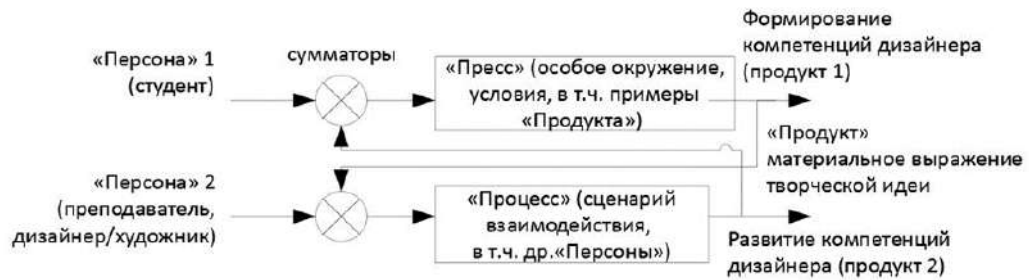 «Персона» 1
(студент)
сумматоры
«Пресс» (особое окружение,
условия, в т.ч. примеры
«Продукта»)
Формирование
компетенций дизайнера
(продукт 1)
«Продукт»
материальное выражение
творческой идеи
«Персона» 2
(преподаватель,
дизайнер/художник)
«Процесс» (сценарий
взаимодействия,
в т.ч. др.«Персоны»)
Развитие компетенций
дизайнера (продукт 2)